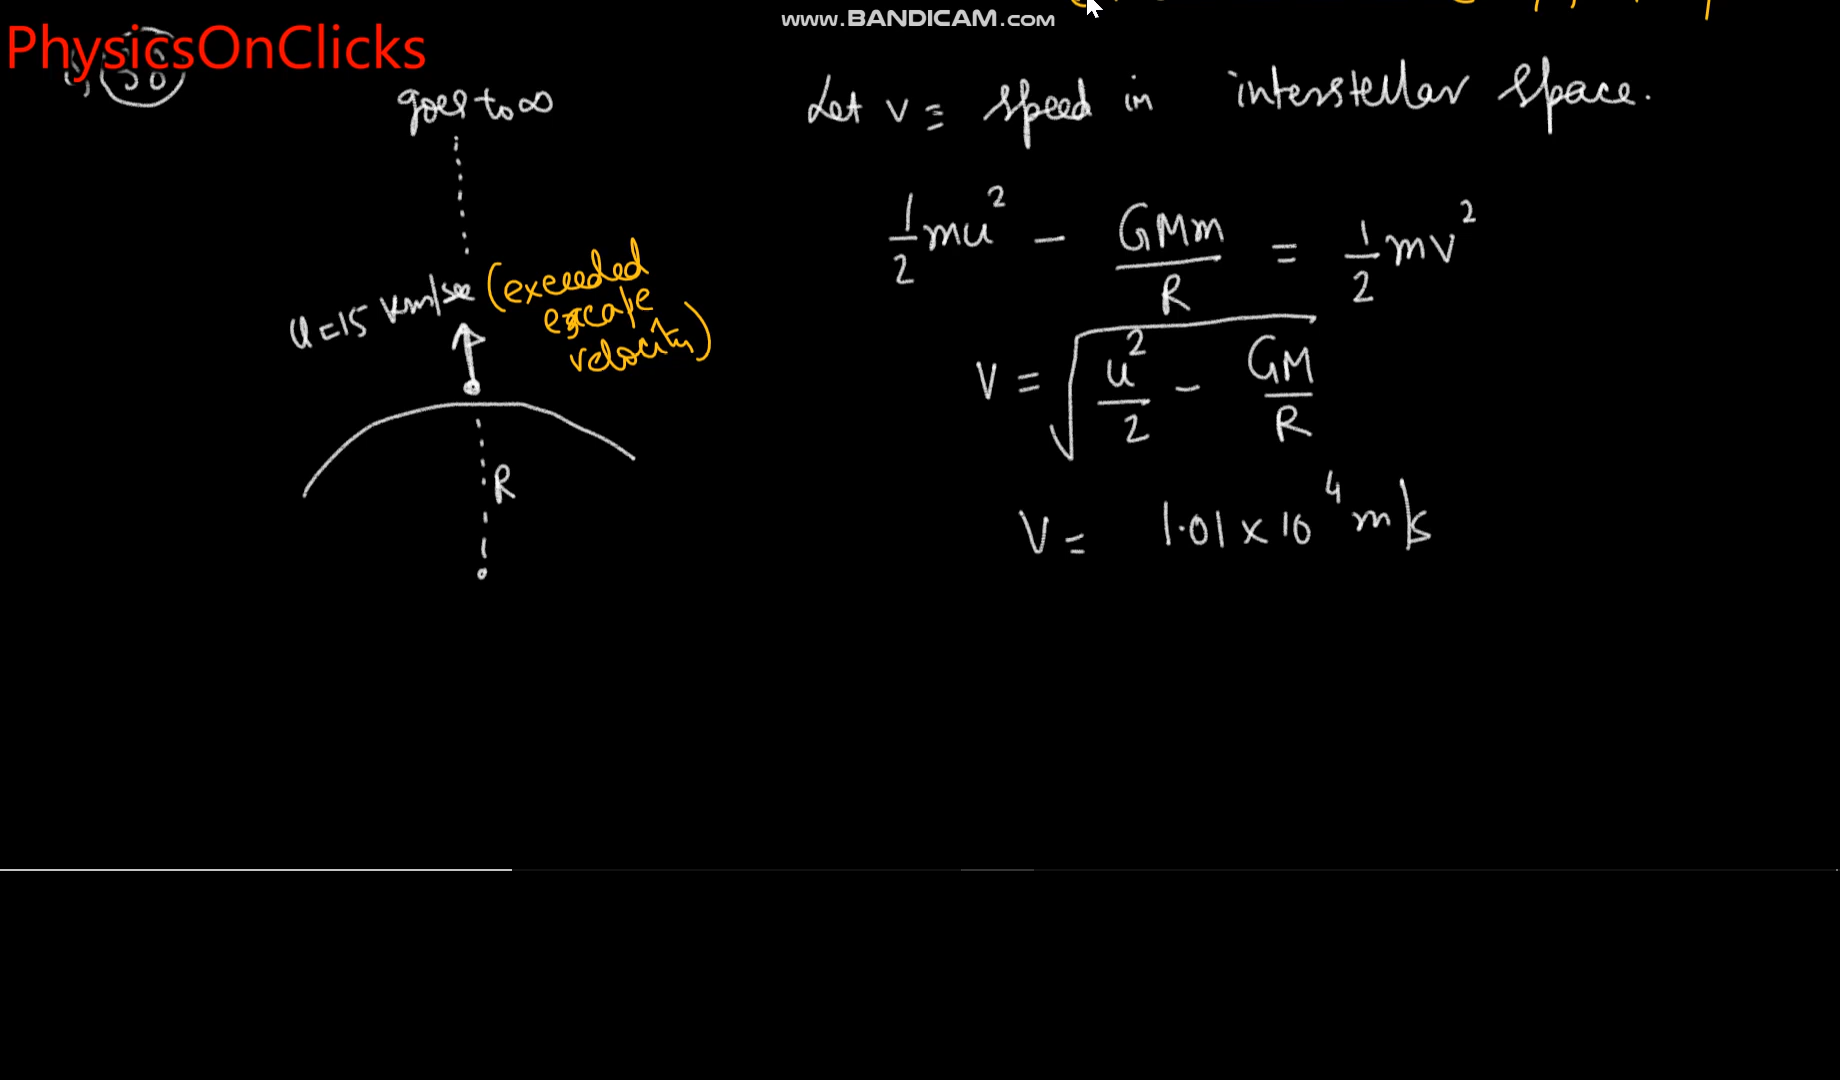 www.BANDICAM.com
PhysicsOnClicks
goes to ∞
u=15 km/sec (exceeded
escape
velocity)
R
Let v ≡ speed in interstellar space.
1/2 mu² - GMm/R = 1/2 mv²
V = √(u²/2 - GM/R)
V = 1.01 x 10⁴ m/s